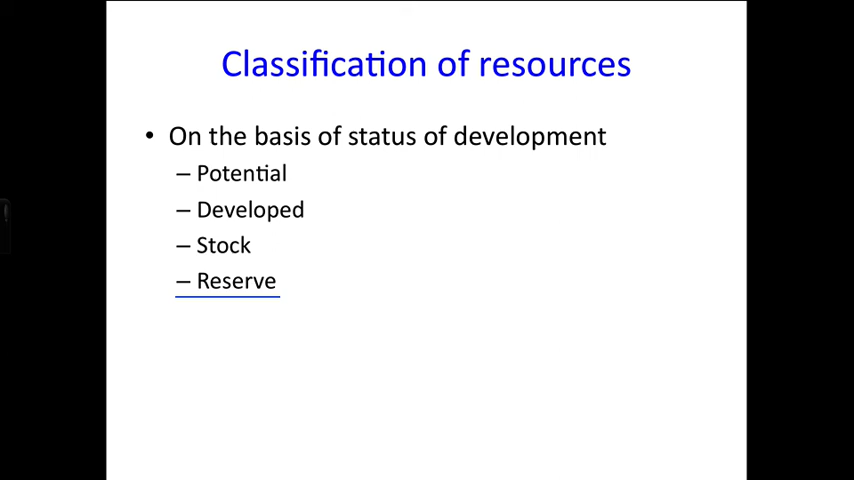 Classification of resources
• On the basis of status of development
– Potential
– Developed
– Stock
– Reserve